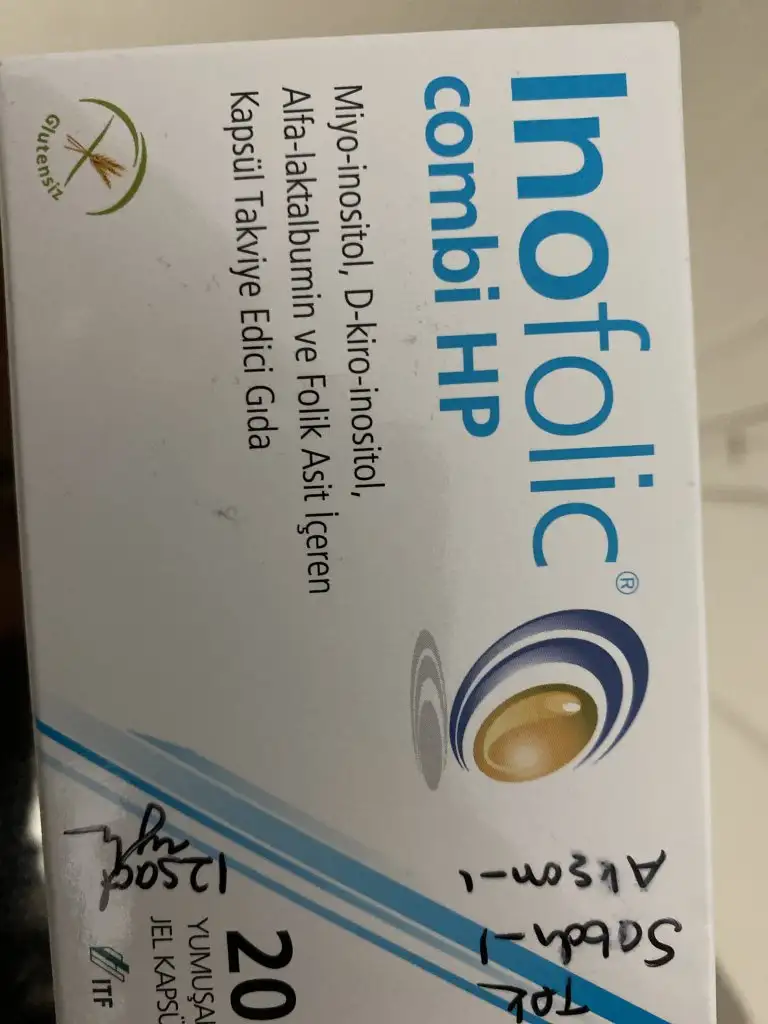 Inofolic®
combi HP
Miyo-inositol, D-kiro-inositol,
Alfa-laktalbumin ve Folik Asit İçeren
Kapsül Takviye Edici Gıda
Glutensiz
20
YUMUŞA
JEL KAPSÜ
ITF
Tok
Sabah-1
Akşam-1